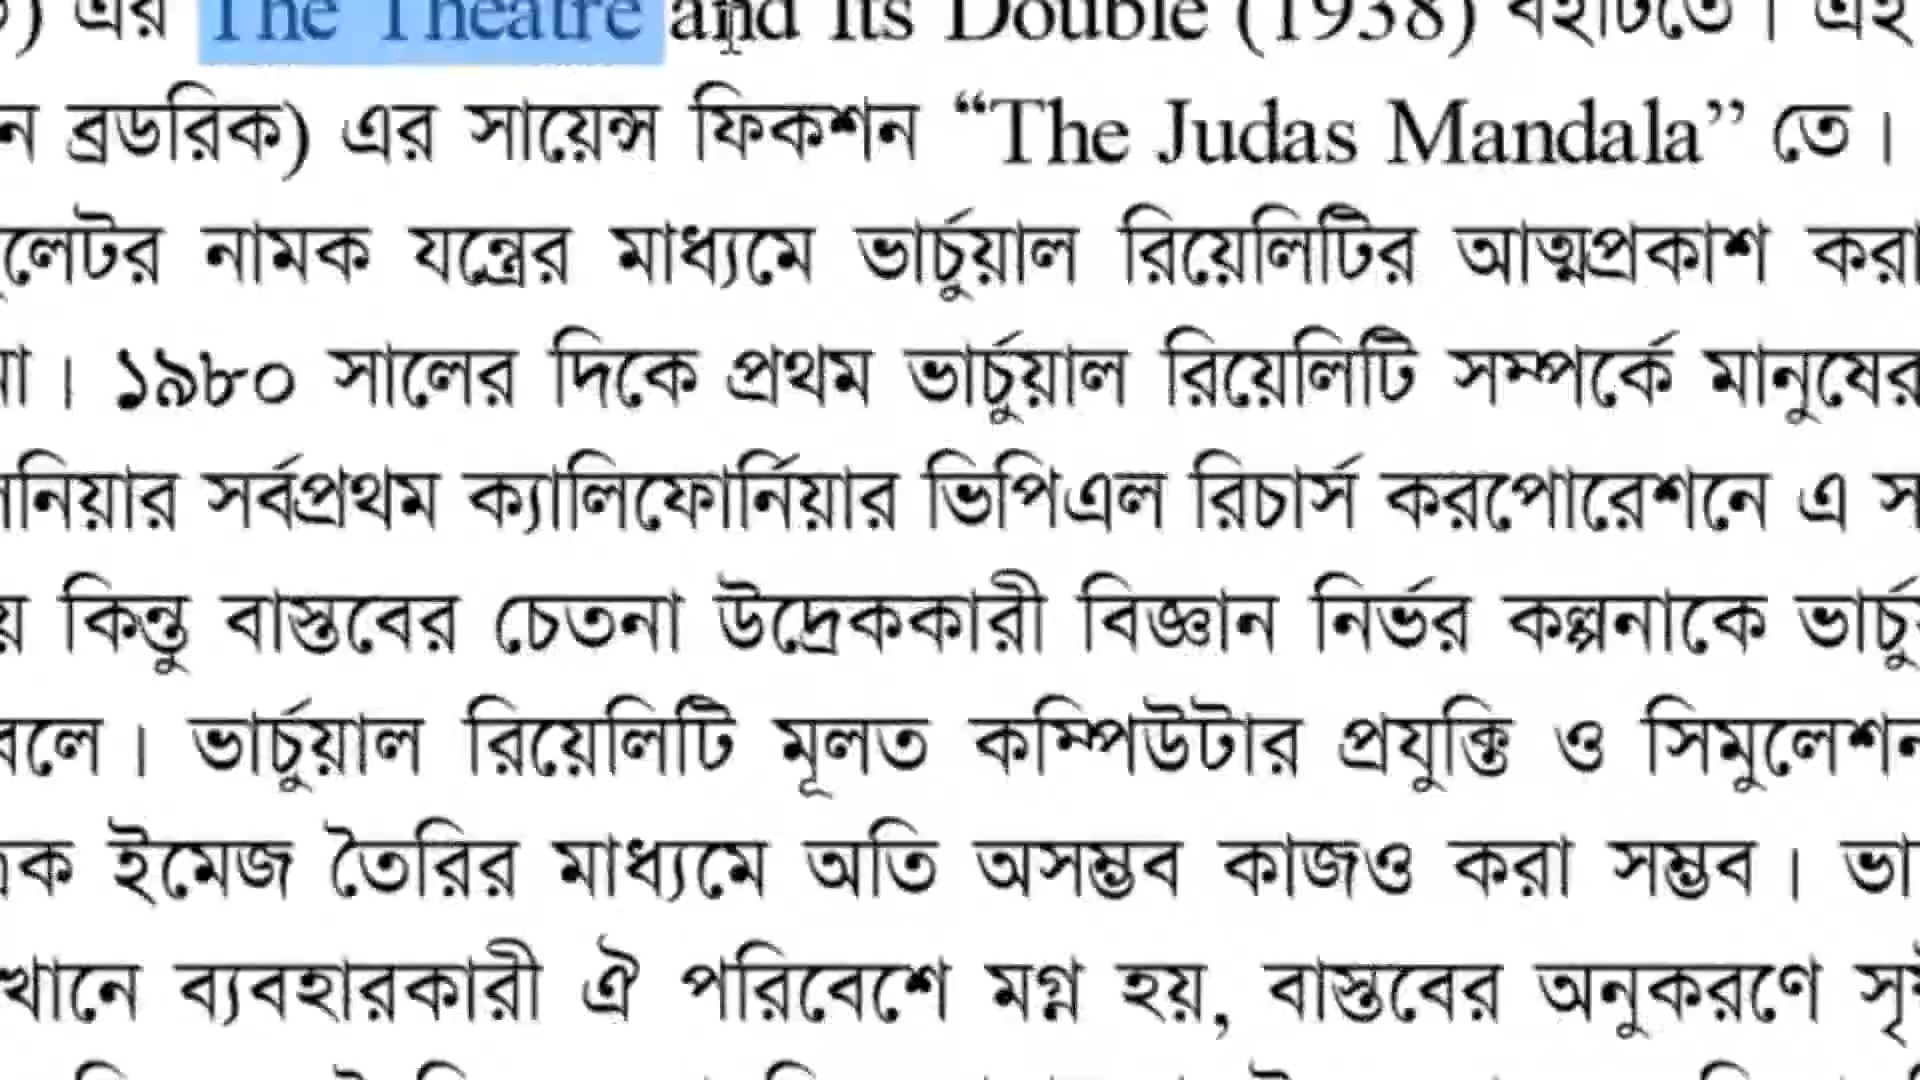 এর The Theatre and Its Double (1938) বইটিতে। এই
ব্রডরিক) এর সায়েন্স ফিকশন “The Judas Mandala” তে।
নামক যন্ত্রের মাধ্যমে ভার্চুয়াল রিয়েলিটির আত্মপ্রকাশ করা
। ১৯৮০ সালের দিকে প্রথম ভার্চুয়াল রিয়েলিটি সম্পর্কে মানুষের
সর্বপ্রথম ক্যালিফোর্নিয়ার ভিপিএল রিচার্স করপোরেশনে এ
কিন্তু বাস্তবের চেতনা উদ্রেককারী বিজ্ঞান নির্ভর কল্পনাকে
বলে। ভার্চুয়াল রিয়েলিটি মূলত কম্পিউটার প্রযুক্তি ও সিমুলেশন
ইমেজ তৈরির মাধ্যমে অতি অসম্ভব কাজও করা সম্ভব। ভা
খানে ব্যবহারকারী ঐ পরিবেশে মগ্ন হয়, বাস্তবের অনুকরণে